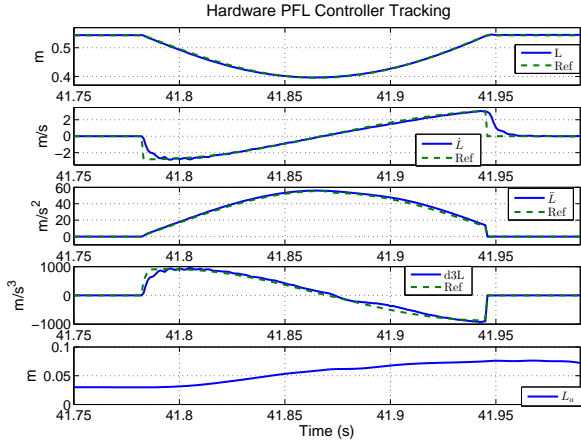 Hardware PFL Controller Tracking
m
0.5
0.4
L
Ref
41.75 41.8 41.85 41.9 41.95
m/s
2
0
−2
L̇
Ref
41.75 41.8 41.85 41.9 41.95
m/s²
60
40
20
0
L̈
Ref
41.75 41.8 41.85 41.9 41.95
m/s³
1000
0
−1000
d3L
Ref
41.75 41.8 41.85 41.9 41.95
m
0.1
0.05
0
Lₐ
41.75 41.8 41.85 41.9 41.95
Time (s)